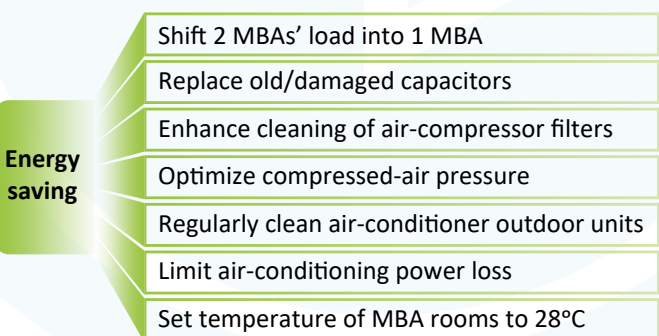 Energy
saving
Shift 2 MBAs’ load into 1 MBA
Replace old/damaged capacitors
Enhance cleaning of air-compressor filters
Optimize compressed-air pressure
Regularly clean air-conditioner outdoor units
Limit air-conditioning power loss
Set temperature of MBA rooms to 28°C